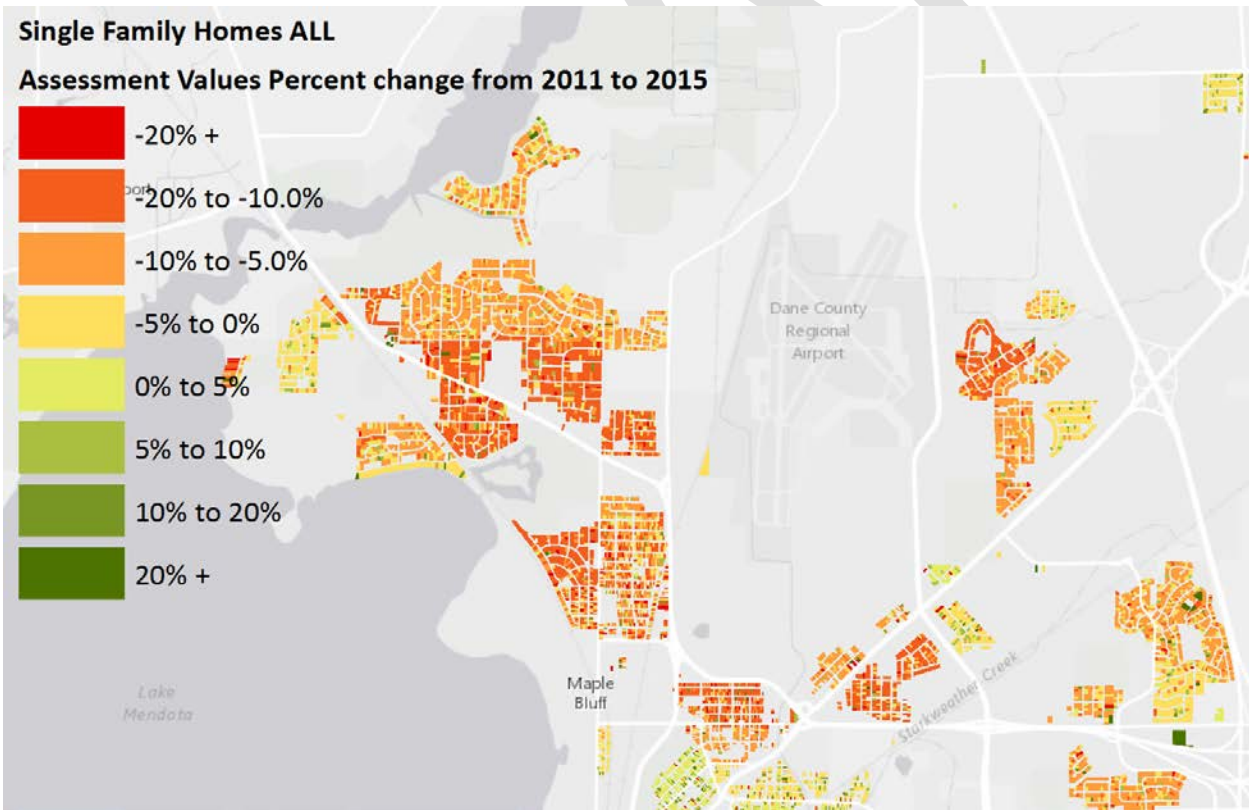 Single Family Homes ALL
Assessment Values Percent change from 2011 to 2015
-20% +
port
-20% to -10.0%
-10% to -5.0%
-5% to 0%
0% to 5%
5% to 10%
10% to 20%
20% +
Dane County
Regional
Airport
Maple
Bluff
Lake
Mendota
Starkweather Creek